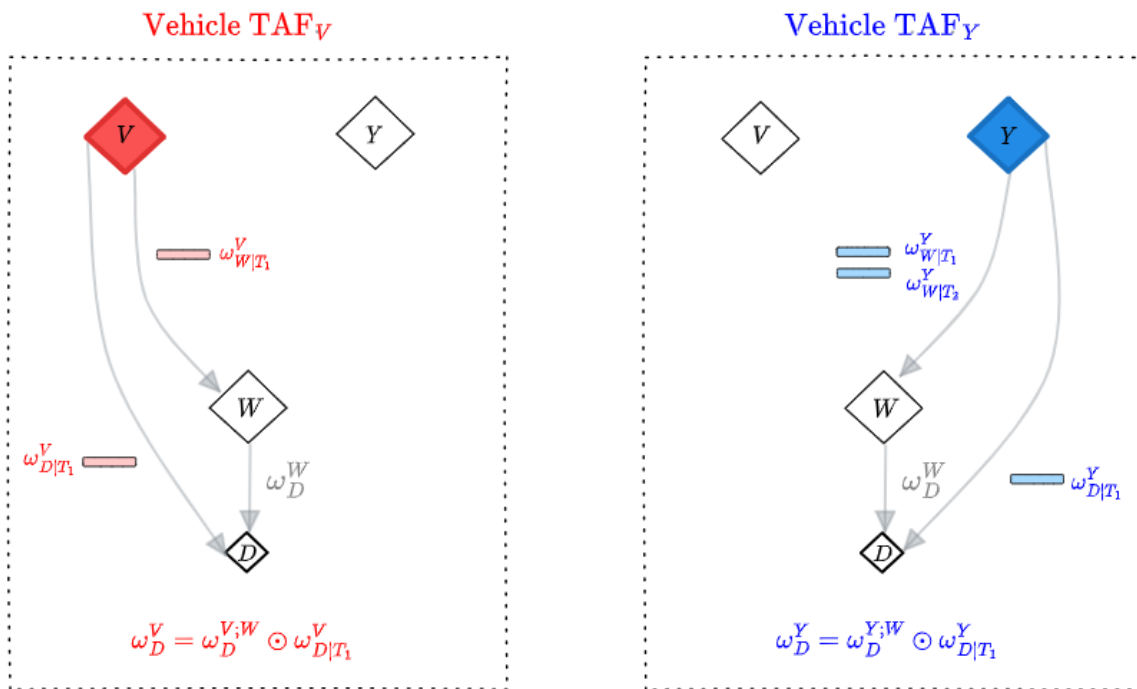 Vehicle TAF_V
V
Y
ω^V_{W|T_1}
W
ω^V_{D|T_1}
ω^W_D
D
ω^V_D = ω^{V;W}_D ⊙ ω^V_{D|T_1}
Vehicle TAF_Y
V
Y
ω^Y_{W|T_1}
ω^Y_{W|T_2}
W
ω^W_D
ω^Y_{D|T_1}
D
ω^Y_D = ω^{Y;W}_D ⊙ ω^Y_{D|T_1}